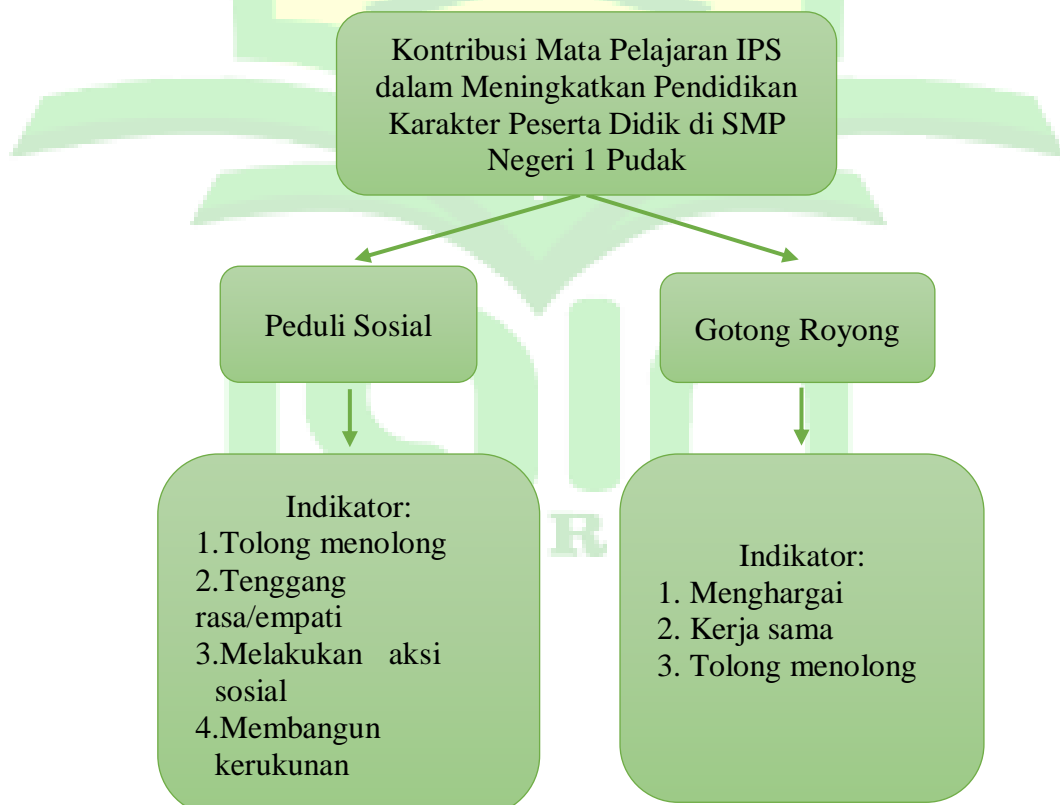 Kontribusi Mata Pelajaran IPS
dalam Meningkatkan Pendidikan
Karakter Peserta Didik di SMP
Negeri 1 Pudak
Peduli Sosial
Gotong Royong
Indikator:
1.Tolong menolong
2.Tenggang
rasa/empati
3.Melakukan aksi
sosial
4.Membangun
kerukunan
Indikator:
1. Menghargai
2. Kerja sama
3. Tolong menolong
R